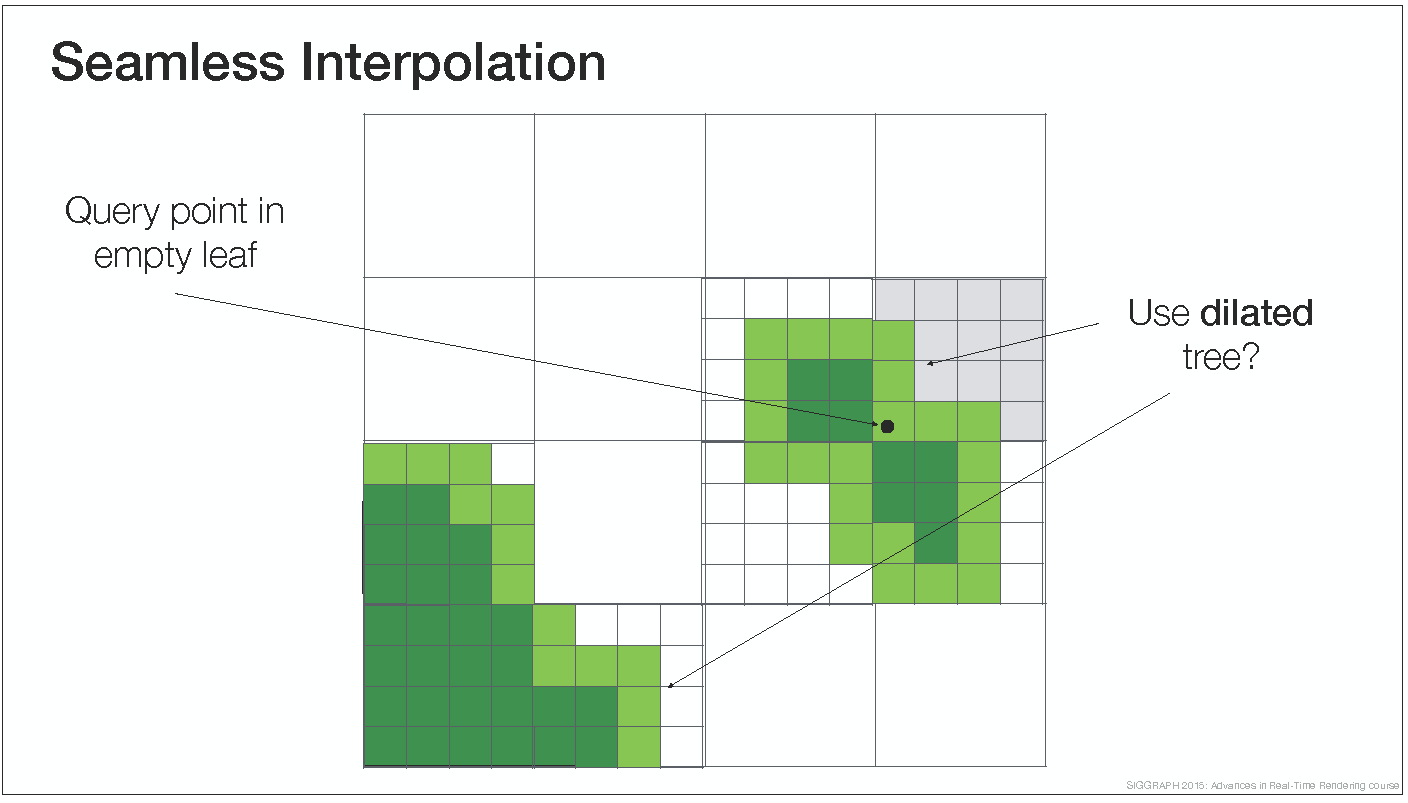 Seamless Interpolation
Query point in
empty leaf
Use dilated
tree?
SIGGRAPH 2015: Advances in Real-Time Rendering course